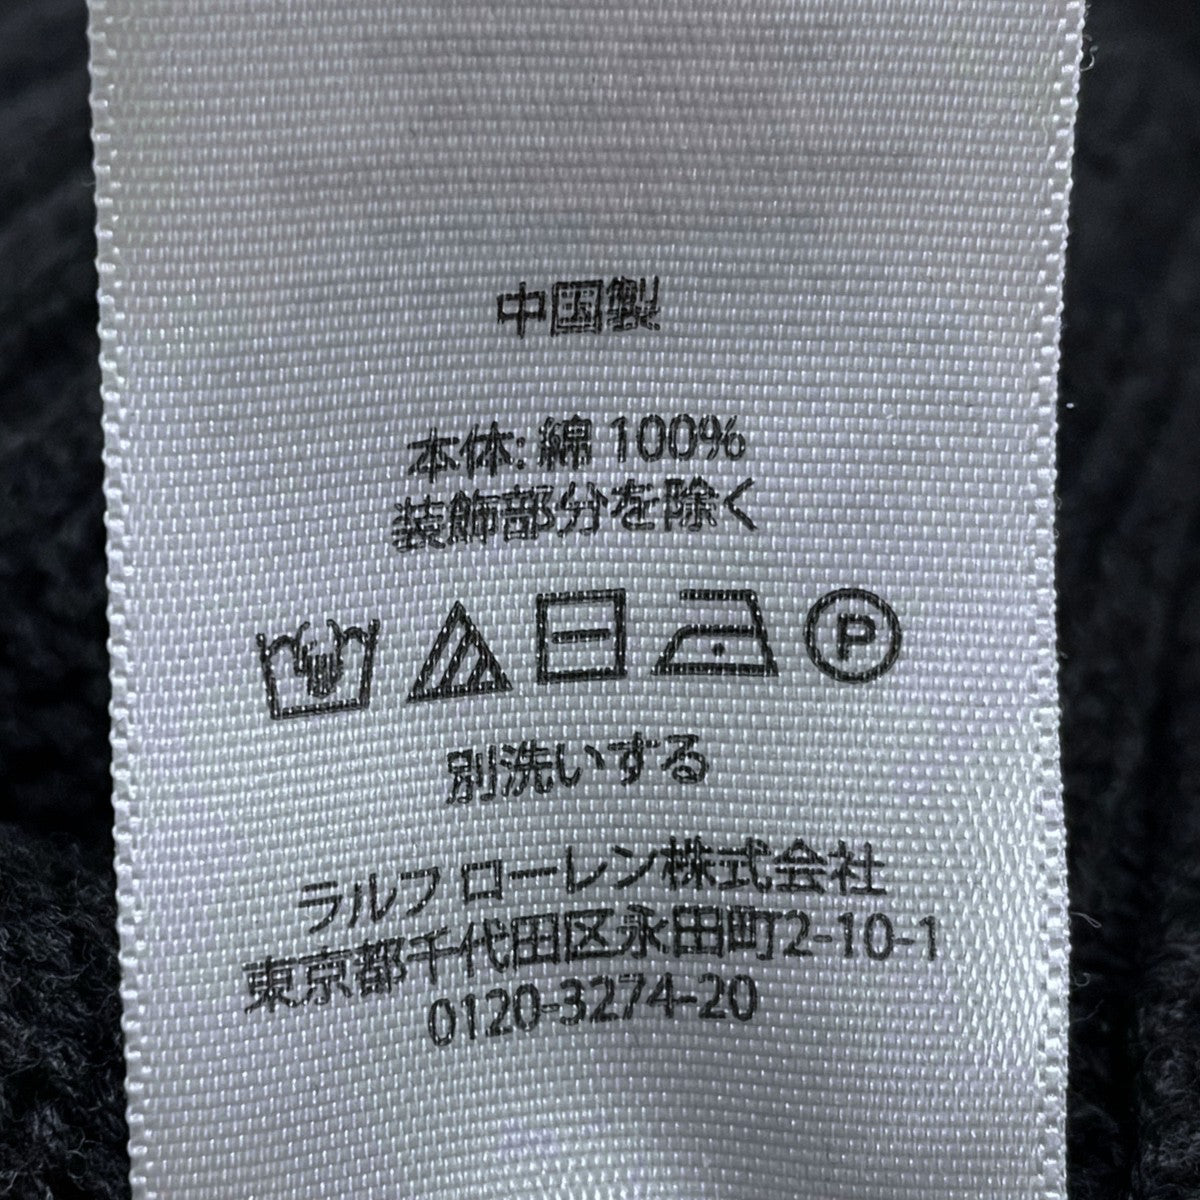 中国製
本体: 綿 100%
装飾部分を除く
P
別洗いずる
ラルフ ローレン株式会社
東京都千代田区永田町2-10-1
0120-3274-20